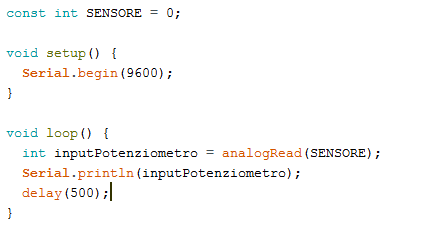 const int SENSORE = 0;
void setup() {
Serial.begin(9600);
}
void loop() {
int inputPotenziometro = analogRead(SENSORE);
Serial.println(inputPotenziometro);
delay(500);
}